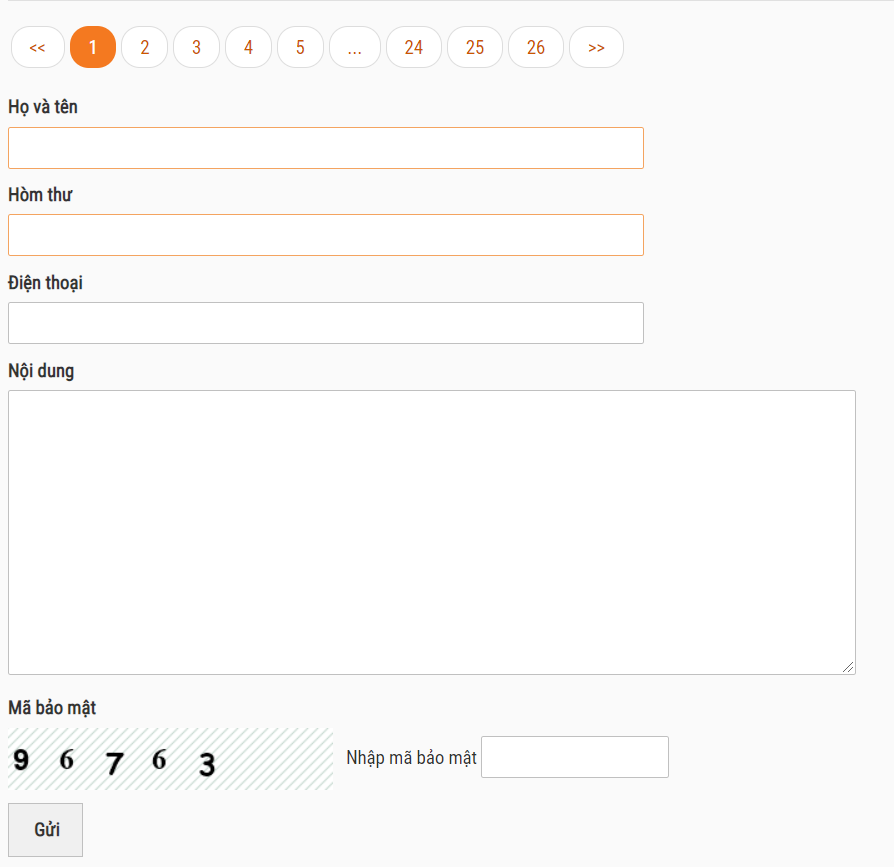 << 1 2 3 4 5 ... 24 25 26 >>
Họ và tên
Hòm thư
Điện thoại
Nội dung
Mã bảo mật
9 6 7 6 3 Nhập mã bảo mật
Gửi